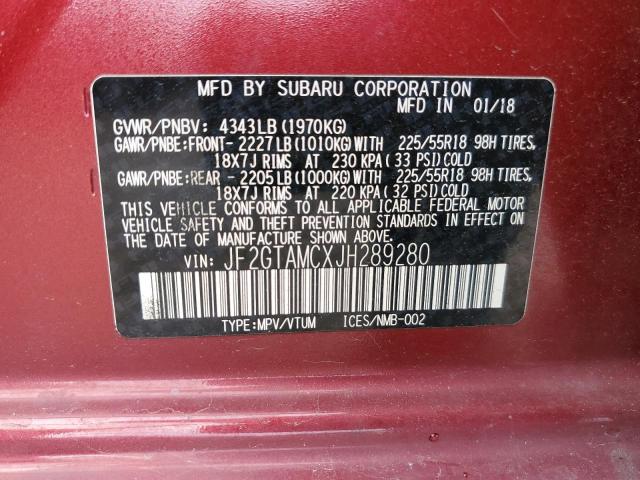 MFD BY SUBARU CORPORATION
MFD IN 01/18
GVWR/PNBV: 4343LB (1970KG)
GAWR/PNBE:FRONT- 2227LB (1010KG)WITH 225/55R18 98H TIRES,
18X7J RIMS AT 230 KPA (33 PSI)COLD
GAWR/PNBE:REAR - 2205LB (1000KG)WITH 225/55R18 98H TIRES,
18X7J RIMS AT 220 KPA (32 PSI)COLD
THIS VEHICLE CONFORMS TO ALL APPLICABLE FEDERAL MOTOR
VEHICLE SAFETY AND THEFT PREVENTION STANDARDS IN EFFECT ON
THE DATE OF MANUFACTURE SHOWN ABOVE.
VIN: JF2GTAMCXJH289280
TYPE:MPV/VTUM ICES/NMB-002